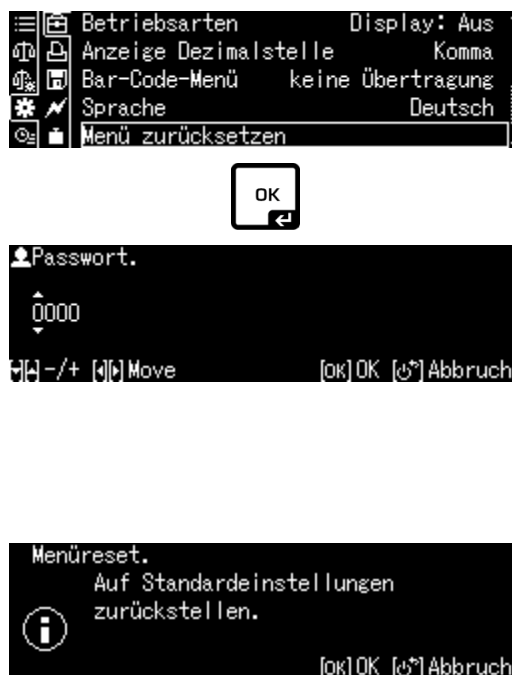 Betriebsarten Display: Aus
Anzeige Dezimalstelle Komma
Bar-Code-Menü keine Übertragung
Sprache Deutsch
Menü zurücksetzen
OK
Passwort.
0000
-/+ Move [OK]OK Abbruch
Menüreset.
Auf Standardeinstellungen
zurückstellen.
[OK]OK Abbruch